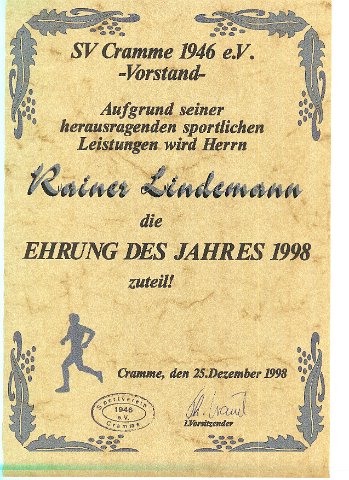 SV Cramme 1946 e.V.
-Vorstand-
Aufgrund seiner
herausragenden sportlichen
Leistungen wird Herrn
Rainer Lindemann
die
EHRUNG DES JAHRES 1998
zuteil!
Cramme, den 25.Dezember 1998
Sportverein
1946
e.V.
Cramme
1.Vorsitzender